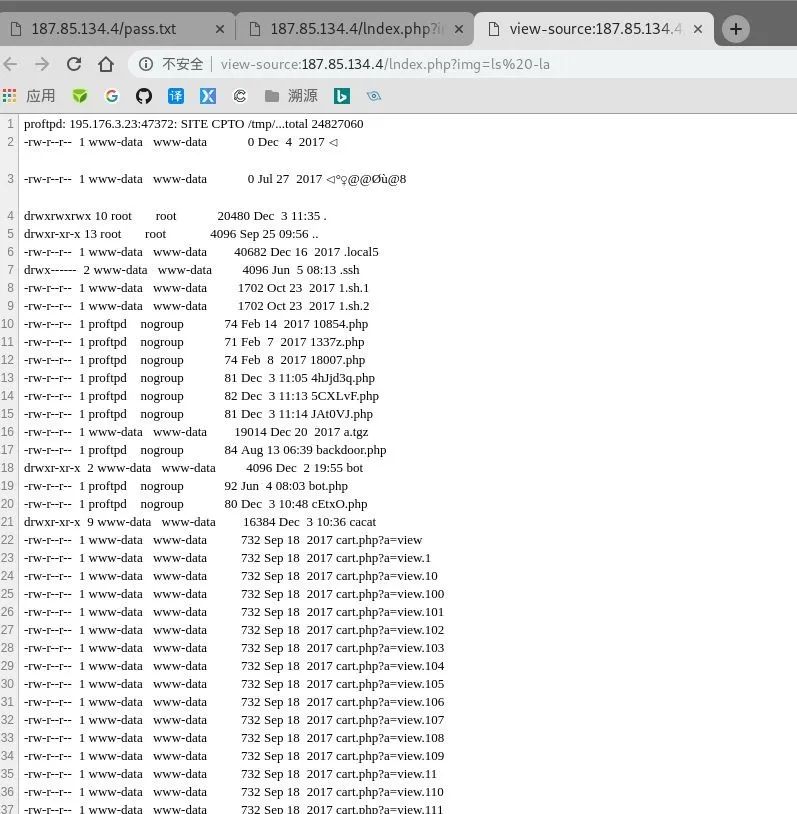 187.85.134.4/pass.txt
187.85.134.4/lndex.php?i
view-source:187.85.134.4
不安全
view-source:187.85.134.4/lndex.php?img=ls%20-la
应用
译
溯源
1 proftpd: 195.176.3.23:47372: SITE CPTO /tmp/...total 24827060
2 -rw-r--r-- 1 www-data www-data 0 Dec 4 2017 ◁
3 -rw-r--r-- 1 www-data www-data 0 Jul 27 2017 ◁°♀@@Øù@8
4 drwxrwxrwx 10 root root 20480 Dec 3 11:35 .
5 drwxr-xr-x 13 root root 4096 Sep 25 09:56 ..
6 -rw-r--r-- 1 www-data www-data 40682 Dec 16 2017 .local5
7 drwx------ 2 www-data www-data 4096 Jun 5 08:13 .ssh
8 -rw-r--r-- 1 www-data www-data 1702 Oct 23 2017 1.sh.1
9 -rw-r--r-- 1 www-data www-data 1702 Oct 23 2017 1.sh.2
10 -rw-r--r-- 1 proftpd nogroup 74 Feb 14 2017 10854.php
11 -rw-r--r-- 1 proftpd nogroup 71 Feb 7 2017 1337z.php
12 -rw-r--r-- 1 proftpd nogroup 74 Feb 8 2017 18007.php
13 -rw-r--r-- 1 proftpd nogroup 81 Dec 3 11:05 4hJjd3q.php
14 -rw-r--r-- 1 proftpd nogroup 82 Dec 3 11:13 5CXLvF.php
15 -rw-r--r-- 1 proftpd nogroup 81 Dec 3 11:14 JAt0VJ.php
16 -rw-r--r-- 1 www-data www-data 19014 Dec 20 2017 a.tgz
17 -rw-r--r-- 1 proftpd nogroup 84 Aug 13 06:39 backdoor.php
18 drwxr-xr-x 2 www-data www-data 4096 Dec 2 19:55 bot
19 -rw-r--r-- 1 proftpd nogroup 92 Jun 4 08:03 bot.php
20 -rw-r--r-- 1 proftpd nogroup 80 Dec 3 10:48 cEtxO.php
21 drwxr-xr-x 9 www-data www-data 16384 Dec 3 10:36 cacat
22 -rw-r--r-- 1 www-data www-data 732 Sep 18 2017 cart.php?a=view
23 -rw-r--r-- 1 www-data www-data 732 Sep 18 2017 cart.php?a=view.1
24 -rw-r--r-- 1 www-data www-data 732 Sep 18 2017 cart.php?a=view.10
25 -rw-r--r-- 1 www-data www-data 732 Sep 18 2017 cart.php?a=view.100
26 -rw-r--r-- 1 www-data www-data 732 Sep 18 2017 cart.php?a=view.101
27 -rw-r--r-- 1 www-data www-data 732 Sep 18 2017 cart.php?a=view.102
28 -rw-r--r-- 1 www-data www-data 732 Sep 18 2017 cart.php?a=view.103
29 -rw-r--r-- 1 www-data www-data 732 Sep 18 2017 cart.php?a=view.104
30 -rw-r--r-- 1 www-data www-data 732 Sep 18 2017 cart.php?a=view.105
31 -rw-r--r-- 1 www-data www-data 732 Sep 18 2017 cart.php?a=view.106
32 -rw-r--r-- 1 www-data www-data 732 Sep 18 2017 cart.php?a=view.107
33 -rw-r--r-- 1 www-data www-data 732 Sep 18 2017 cart.php?a=view.108
34 -rw-r--r-- 1 www-data www-data 732 Sep 18 2017 cart.php?a=view.109
35 -rw-r--r-- 1 www-data www-data 732 Sep 18 2017 cart.php?a=view.11
36 -rw-r--r-- 1 www-data www-data 732 Sep 18 2017 cart.php?a=view.110
37 -rw-r--r-- 1 www-data www-data 732 Sep 18 2017 cart.php?a=view.111